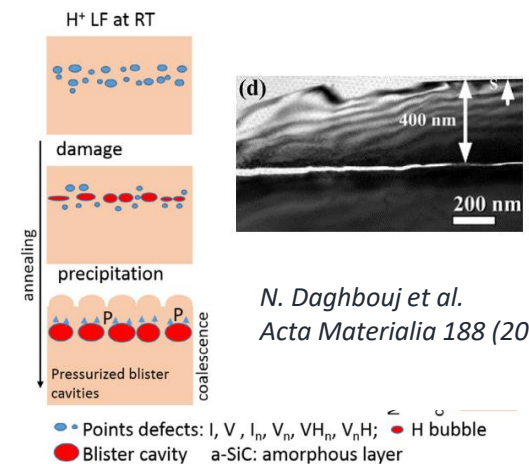 H⁺ LF at RT
damage
annealing
precipitation
P P
coalescence
Pressurized blister
cavities
(d)
S
400 nm
200 nm
N. Daghbouj et al.
Acta Materialia 188 (20
Points defects: I, V , Iₙ, Vₙ, VHₙ, VₙH; H bubble
Blister cavity a-SiC: amorphous layer